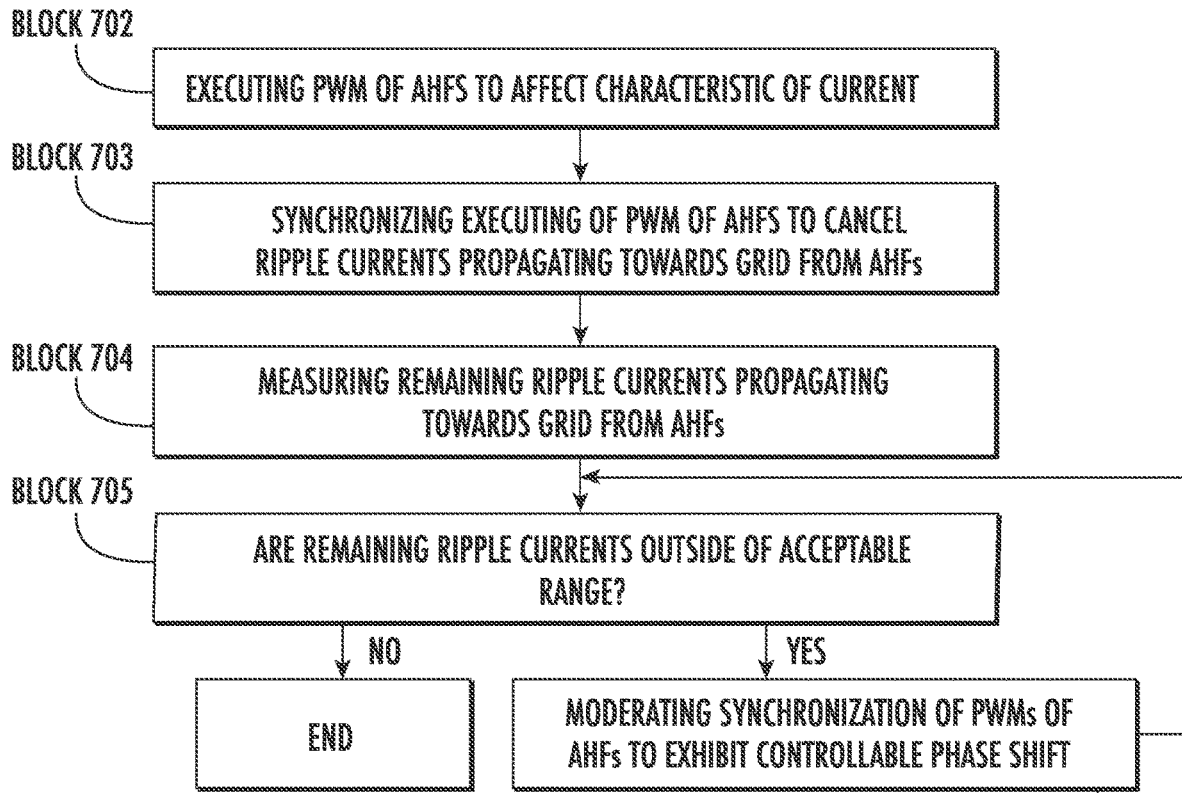 BLOCK 702
EXECUTING PWM OF AHFS TO AFFECT CHARACTERISTIC OF CURRENT
BLOCK 703
SYNCHRONIZING EXECUTING OF PWM OF AHFS TO CANCEL
RIPPLE CURRENTS PROPAGATING TOWARDS GRID FROM AHFs
BLOCK 704
MEASURING REMAINING RIPPLE CURRENTS PROPAGATING
TOWARDS GRID FROM AHFs
BLOCK 705
ARE REMAINING RIPPLE CURRENTS OUTSIDE OF ACCEPTABLE
RANGE?
NO
YES
END
MODERATING SYNCHRONIZATION OF PWMs OF
AHFs TO EXHIBIT CONTROLLABLE PHASE SHIFT